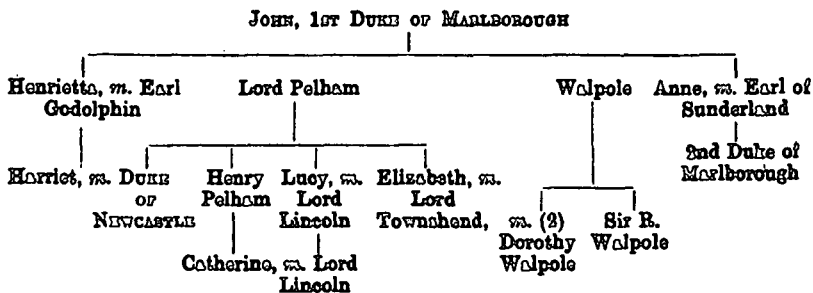 JOHN, 1ST DUKE OF MARLBOROUGH
Henrietta, m. Earl Godolphin
Lord Pelham
Walpole
Anne, m. Earl of Sunderland
2nd Duke of Marlborough
Harriet, m. DUKE OF NEWCASTLE
Henry Pelham
Lucy, m. Lord Lincoln
Elizabeth, m. Lord Townshend,
m. (2) Dorothy Walpole
Sir R. Walpole
Catherine, m. Lord Lincoln